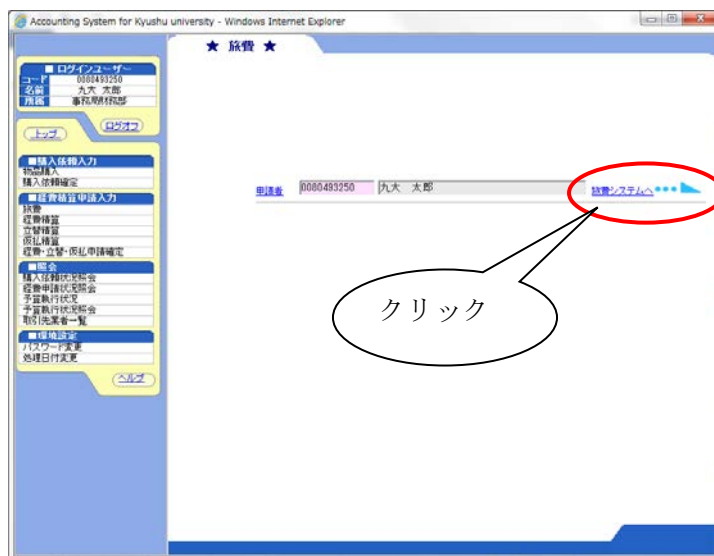 Accounting System for Kyushu university - Windows Internet Explorer
★ 旅費 ★
■ログインユーザー
コード 0080493250
名前 九大 太郎
所属 事務局財務部
トップ
ログオフ
■購入依頼入力
物品購入
購入依頼確定
■経費精算申請入力
旅費
経費精算
立替精算
仮払精算
経費・立替・仮払申請確定
■照会
購入依頼状況照会
経費申請状況照会
予算執行状況
予算執行状況照会
取引先業者一覧
■環境設定
パスワード変更
処理日付変更
ヘルプ
申請者 0080493250 九大 太郎 旅費システムへ
クリック